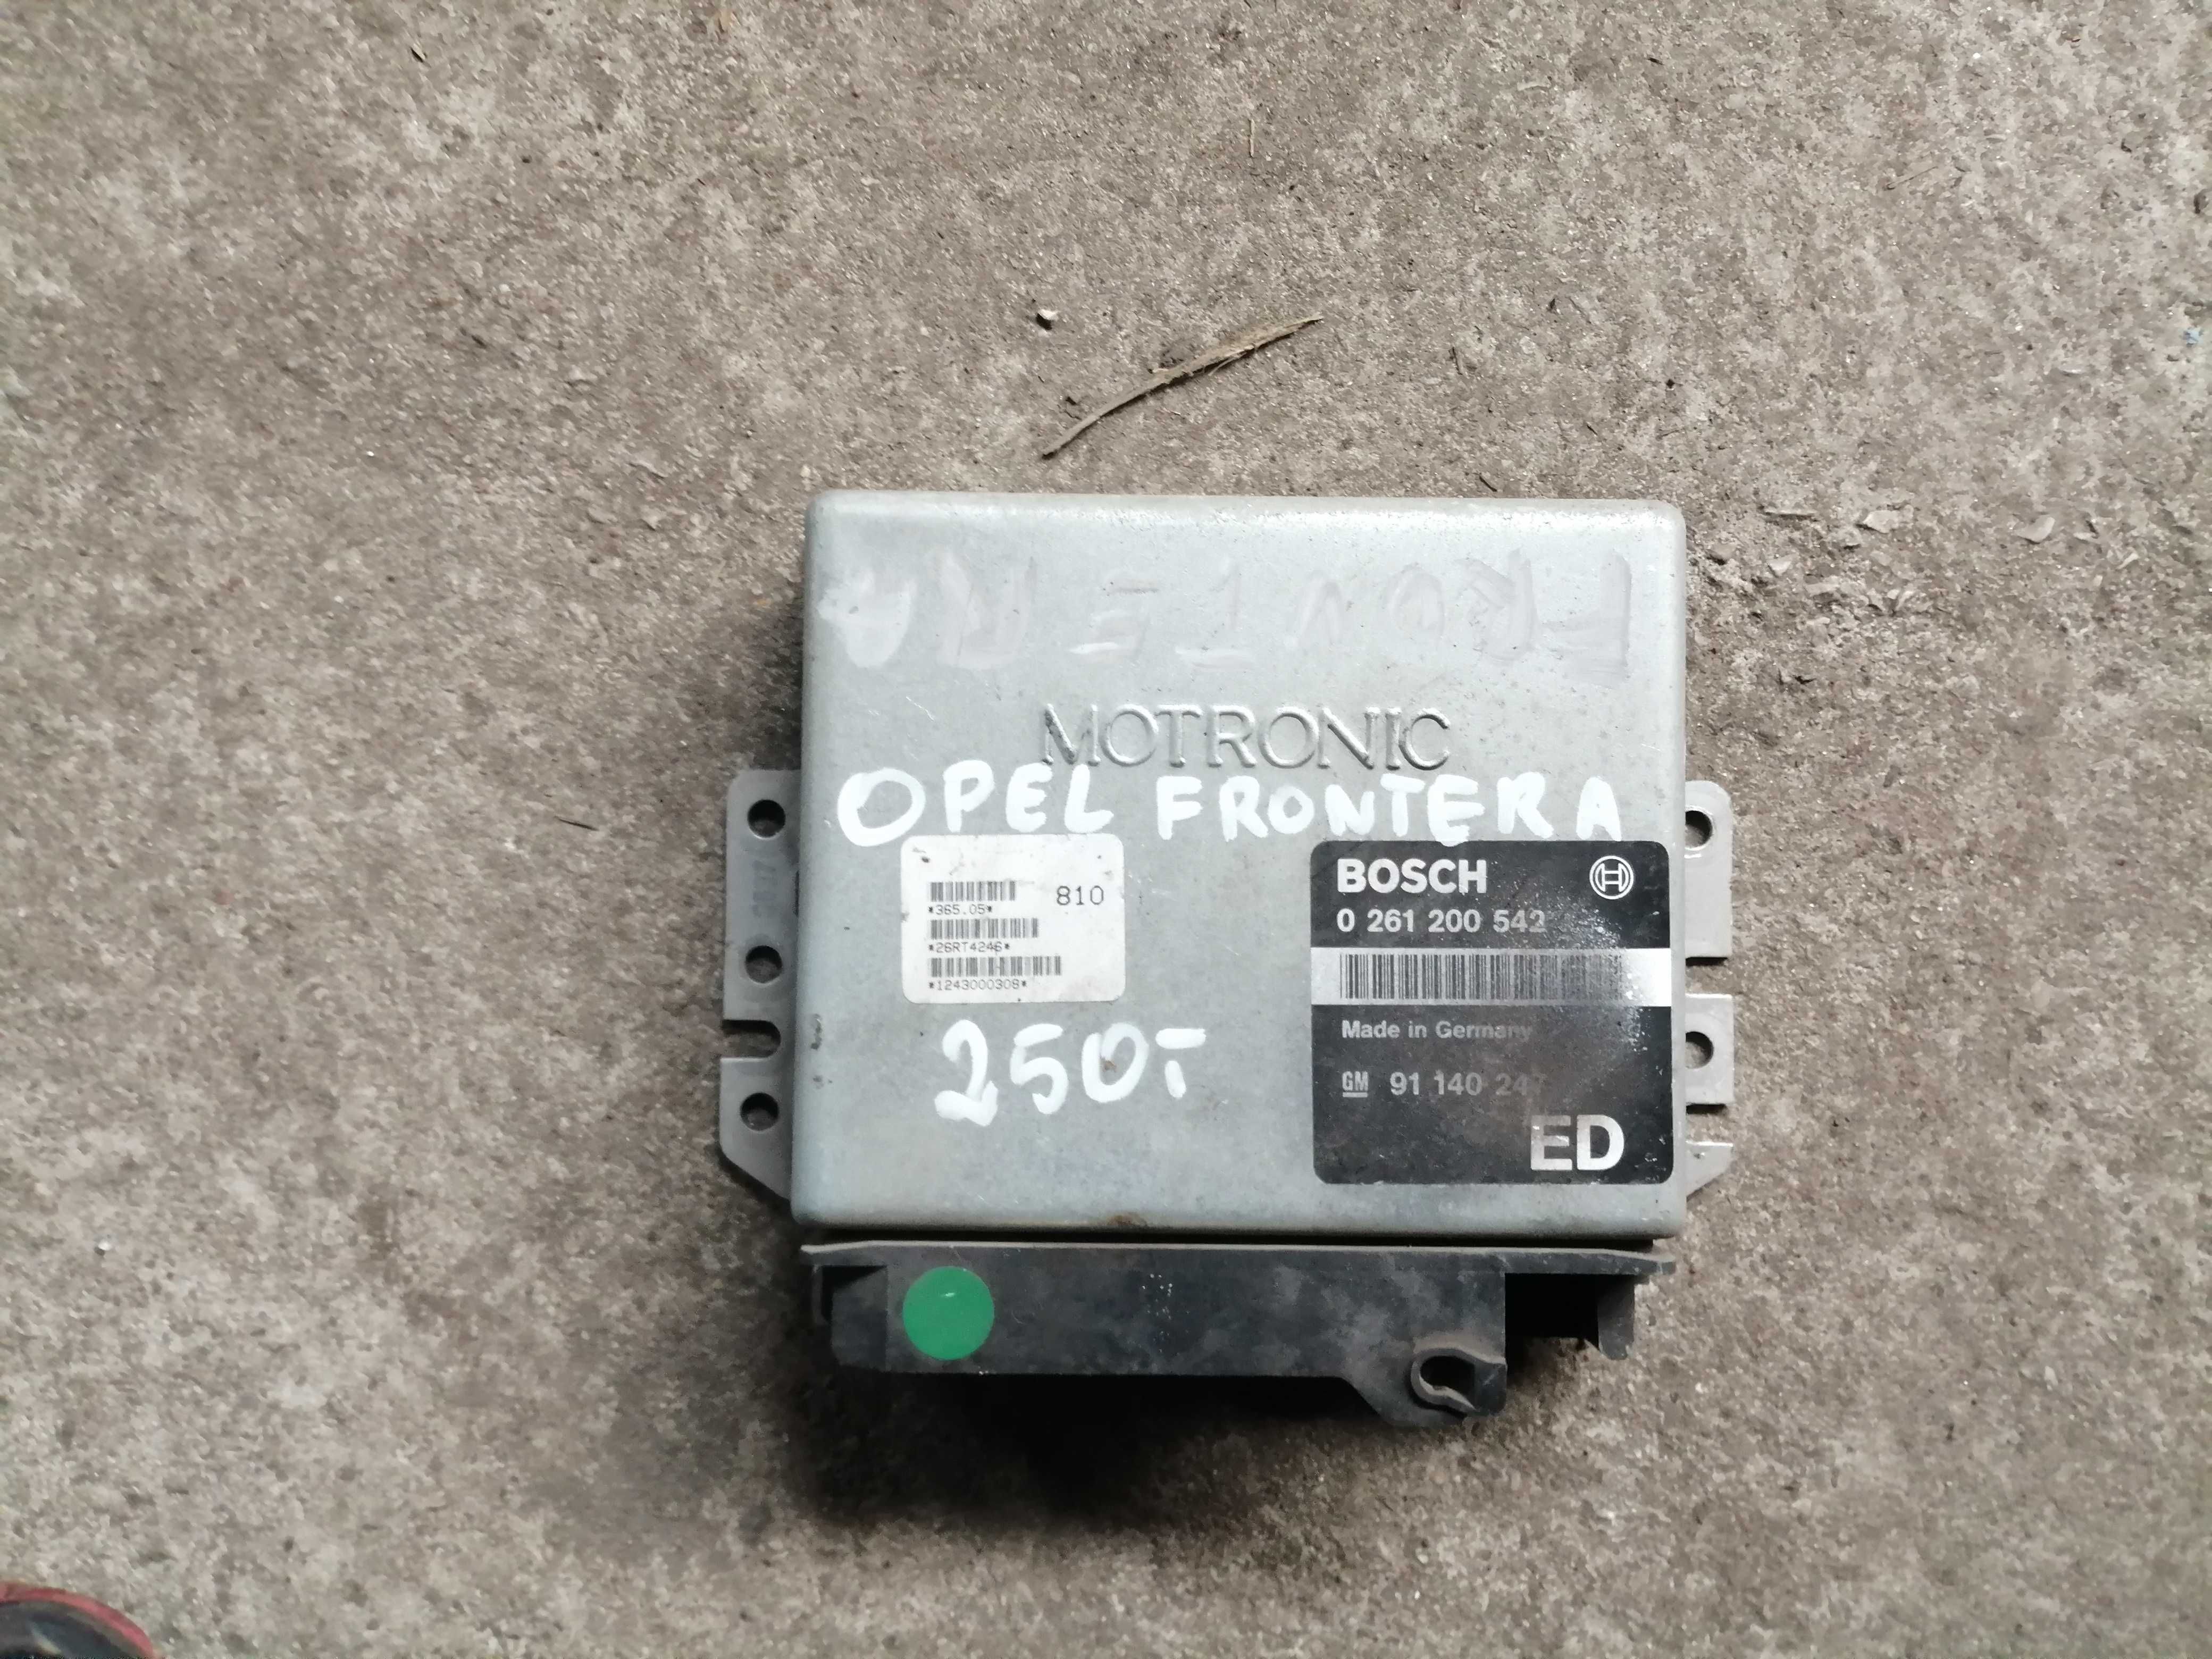 FRONTERA
MOTRONIC
OPEL FRONTERA
810
*365.05*
*26RT4246*
*1243000308*
BOSCH
0 261 200 542
Made in Germany
GM 91 140 247
ED
250T